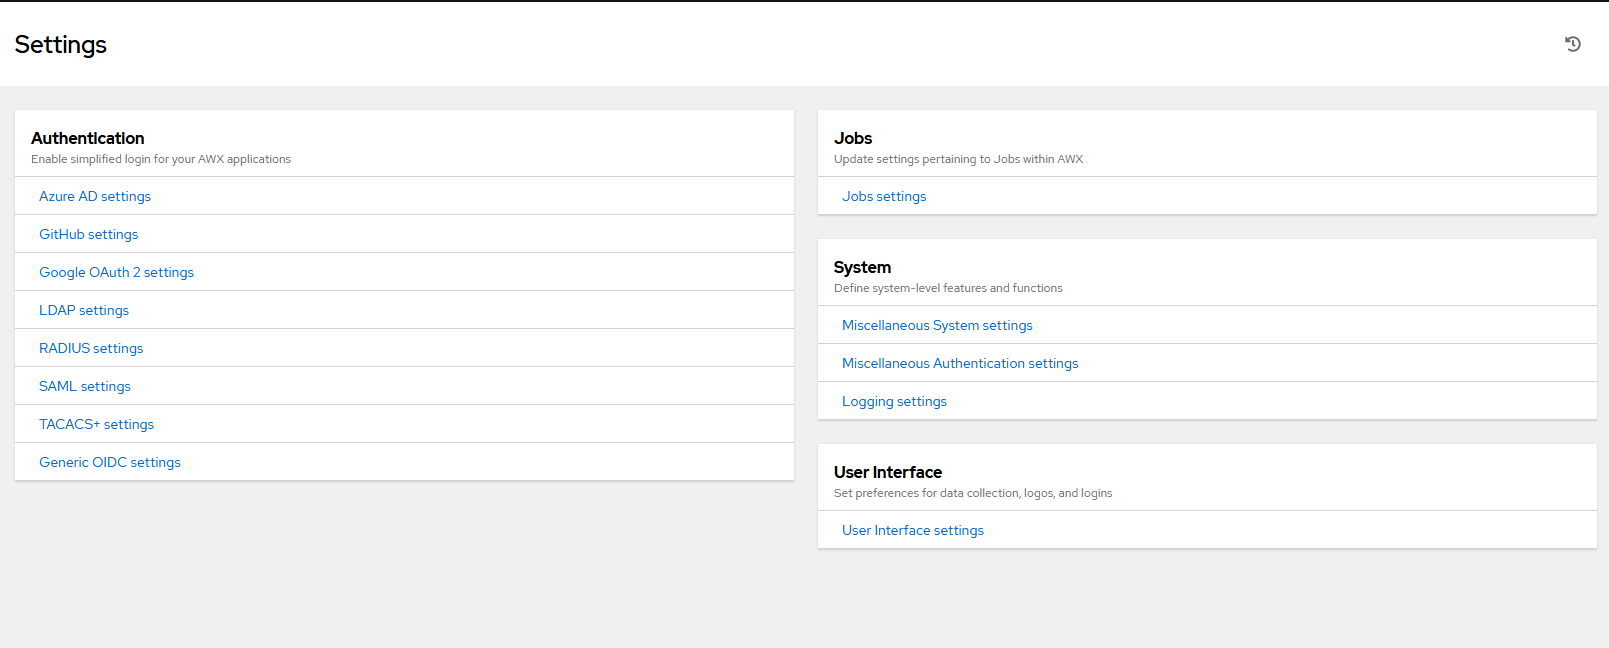 Settings
Authentication
Enable simplified login for your AWX applications
Azure AD settings
GitHub settings
Google OAuth 2 settings
LDAP settings
RADIUS settings
SAML settings
TACACS+ settings
Generic OIDC settings
Jobs
Update settings pertaining to Jobs within AWX
Jobs settings
System
Define system-level features and functions
Miscellaneous System settings
Miscellaneous Authentication settings
Logging settings
User Interface
Set preferences for data collection, logos, and logins
User Interface settings